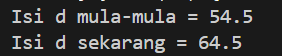 Isi d mula-mula = 54.5
Isi d sekarang = 64.5